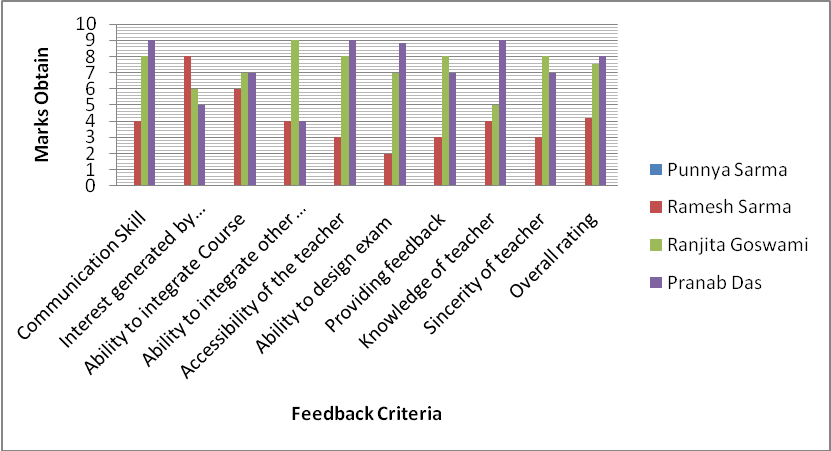 10
9
8
7
6
5
4
3
2
1
0
Marks Obtain
Communication Skill
Interest generated by...
Ability to integrate Course
Ability to integrate other...
Accessibility of the teacher
Ability to design exam
Providing feedback
Knowledge of teacher
Sincerity of teacher
Overall rating
Feedback Criteria
Punnya Sarma
Ramesh Sarma
Ranjita Goswami
Pranab Das